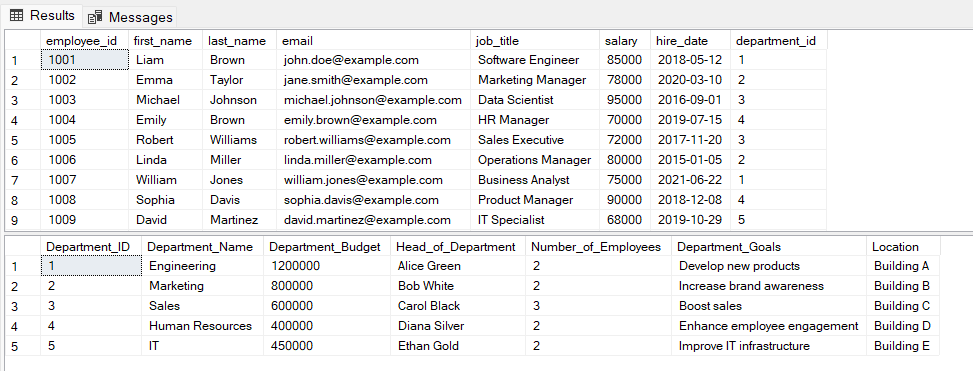 Results Messages
employee_id first_name last_name email job_title salary hire_date department_id
1 1001 Liam Brown john.doe@example.com Software Engineer 85000 2018-05-12 1
2 1002 Emma Taylor jane.smith@example.com Marketing Manager 78000 2020-03-10 2
3 1003 Michael Johnson michael.johnson@example.com Data Scientist 95000 2016-09-01 3
4 1004 Emily Brown emily.brown@example.com HR Manager 70000 2019-07-15 4
5 1005 Robert Williams robert.williams@example.com Sales Executive 72000 2017-11-20 3
6 1006 Linda Miller linda.miller@example.com Operations Manager 80000 2015-01-05 2
7 1007 William Jones william.jones@example.com Business Analyst 75000 2021-06-22 1
8 1008 Sophia Davis sophia.davis@example.com Product Manager 90000 2018-12-08 4
9 1009 David Martinez david.martinez@example.com IT Specialist 68000 2019-10-29 5
Department_ID Department_Name Department_Budget Head_of_Department Number_of_Employees Department_Goals Location
1 1 Engineering 1200000 Alice Green 2 Develop new products Building A
2 2 Marketing 800000 Bob White 2 Increase brand awareness Building B
3 3 Sales 600000 Carol Black 3 Boost sales Building C
4 4 Human Resources 400000 Diana Silver 2 Enhance employee engagement Building D
5 5 IT 450000 Ethan Gold 2 Improve IT infrastructure Building E